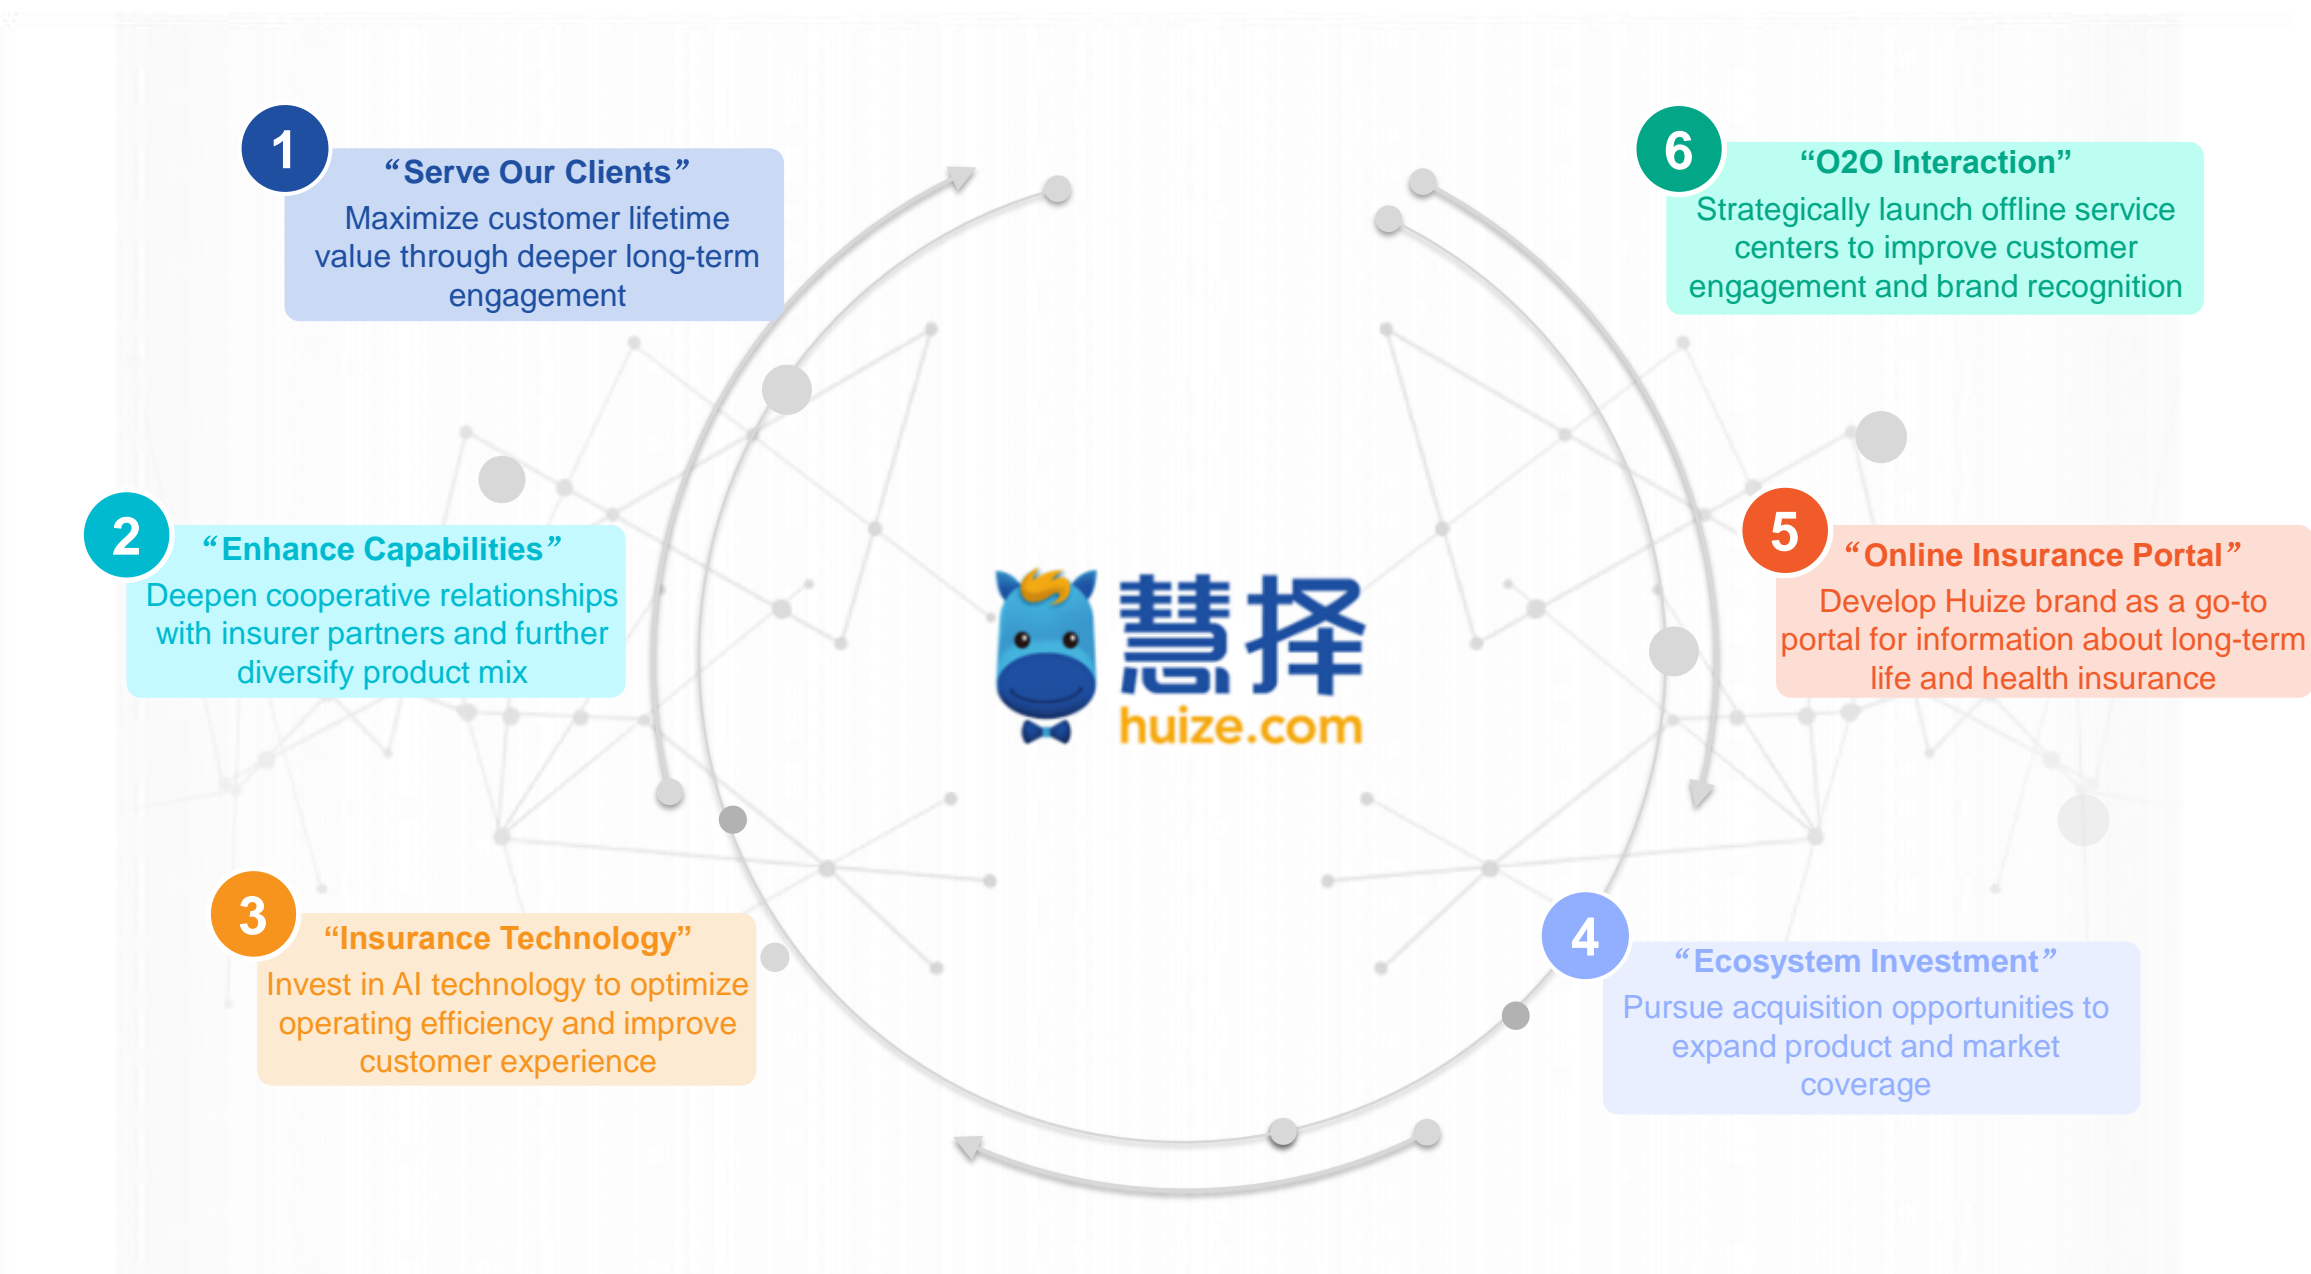 1
“Serve Our Clients”
Maximize customer lifetime
value through deeper long-term
engagement
2
“Enhance Capabilities”
Deepen cooperative relationships
with insurer partners and further
diversify product mix
3
“Insurance Technology”
Invest in AI technology to optimize
operating efficiency and improve
customer experience
慧择
huize.com
4
“Ecosystem Investment”
Pursue acquisition opportunities to
expand product and market
coverage
5
“Online Insurance Portal”
Develop Huize brand as a go-to
portal for information about long-term
life and health insurance
6
“O2O Interaction”
Strategically launch offline service
centers to improve customer
engagement and brand recognition